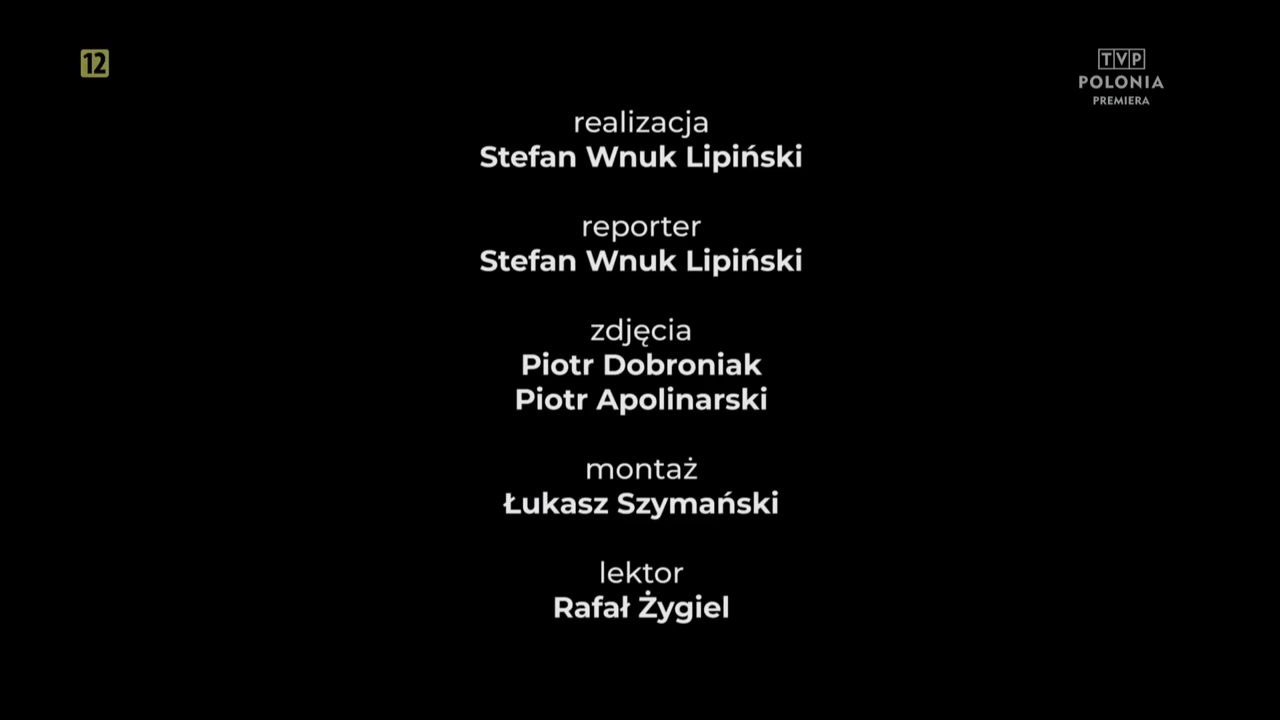 12
TVP
POLONIA
PREMIERA
realizacja
Stefan Wnuk Lipiński
reporter
Stefan Wnuk Lipiński
zdjęcia
Piotr Dobroniak
Piotr Apolinarski
montaż
Łukasz Szymański
lektor
Rafał Żygiel